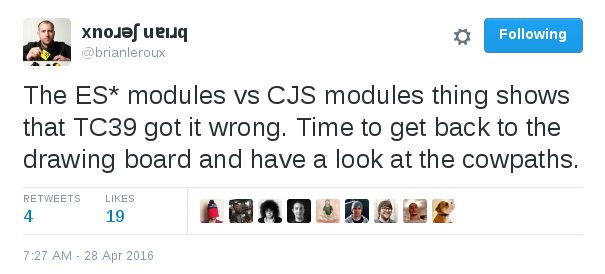 xnoɹǝʃ uɐıɹq
@brianleroux
Following
The ES* modules vs CJS modules thing shows
that TC39 got it wrong. Time to get back to the
drawing board and have a look at the cowpaths.
RETWEETS LIKES
4 19
7:27 AM - 28 Apr 2016